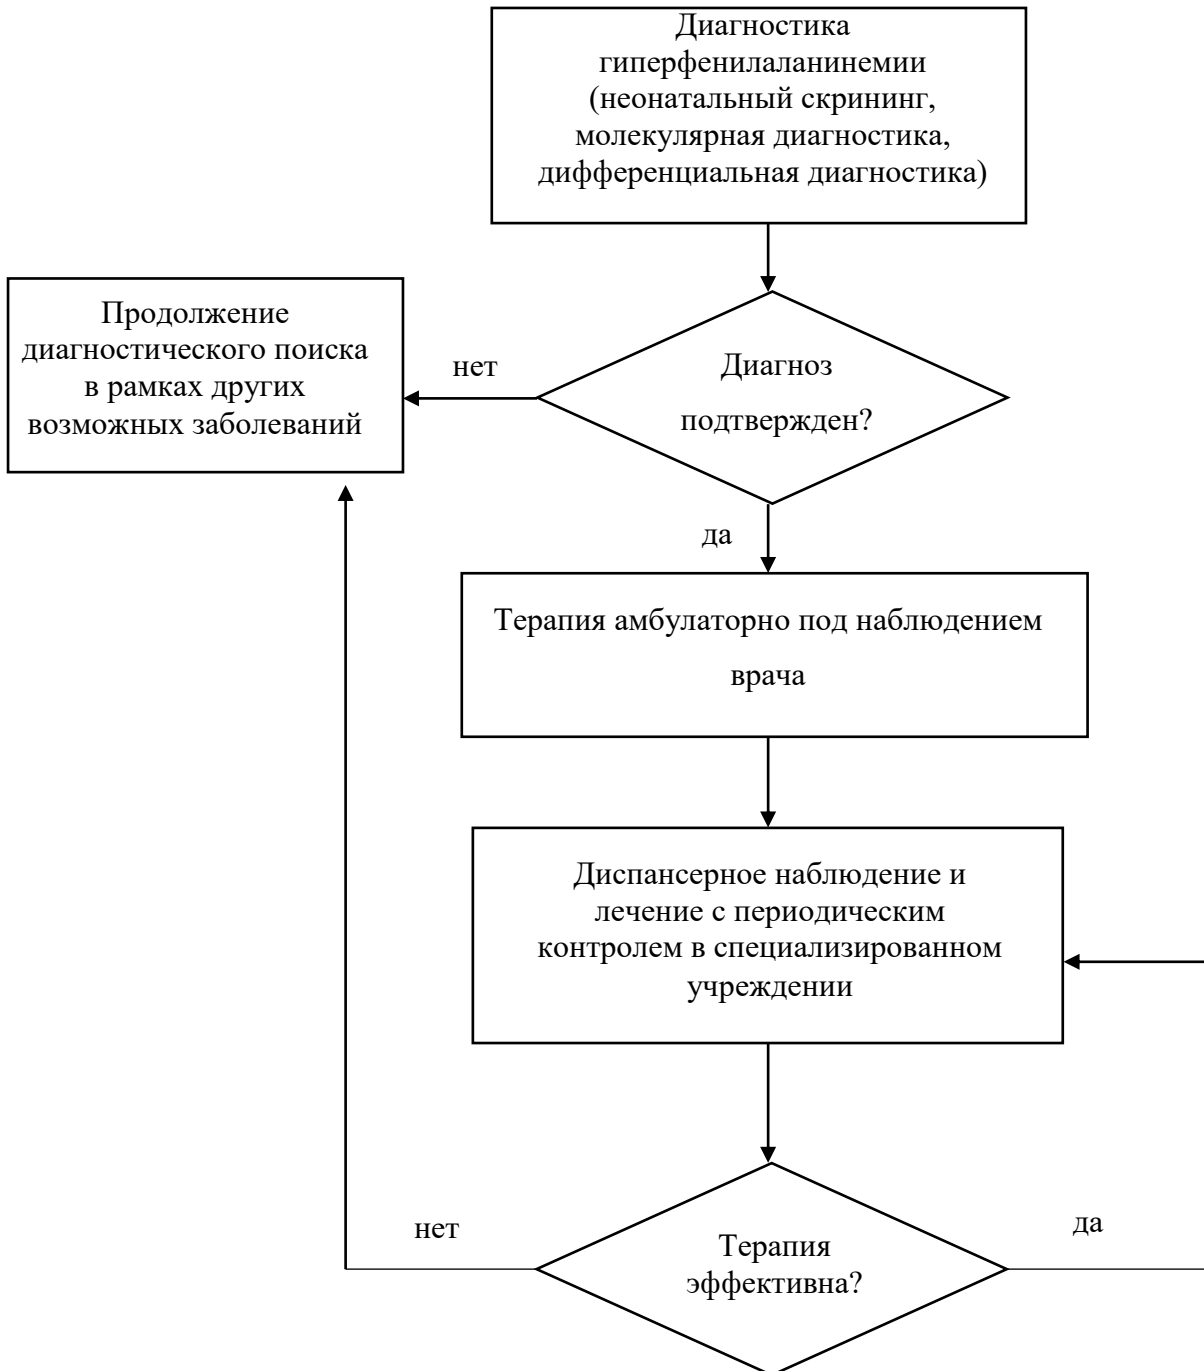 Диагностика
гиперфенилаланинемии
(неонатальный скрининг,
молекулярная диагностика,
дифференциальная диагностика)
Продолжение
диагностического поиска
в рамках других
возможных заболеваний
нет
Диагноз
подтвержден?
да
Терапия амбулаторно под наблюдением
врача
Диспансерное наблюдение и
лечение с периодическим
контролем в специализированном
учреждении
нет
Терапия
эффективна?
да